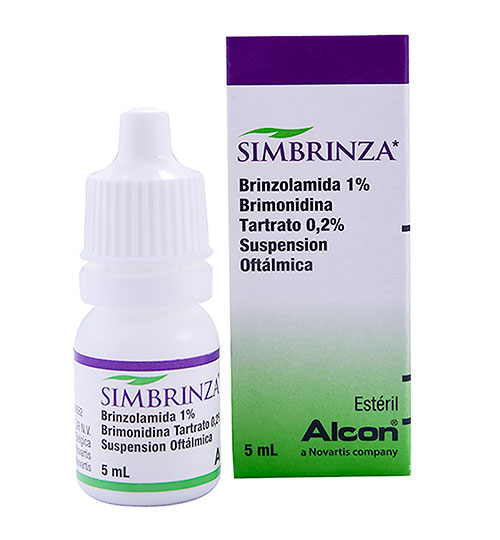 SIMBRINZA*
Brinzolamida 1%
Brimonidina
Tartrato 0,2%
Suspension
Oftálmica
Estéril
Alcon®
5 mL
a Novartis company
SIMBRINZA
Brinzolamida 1%
Brimonidina Tartrato 0,2%
Suspension Oftálmica
5 mL